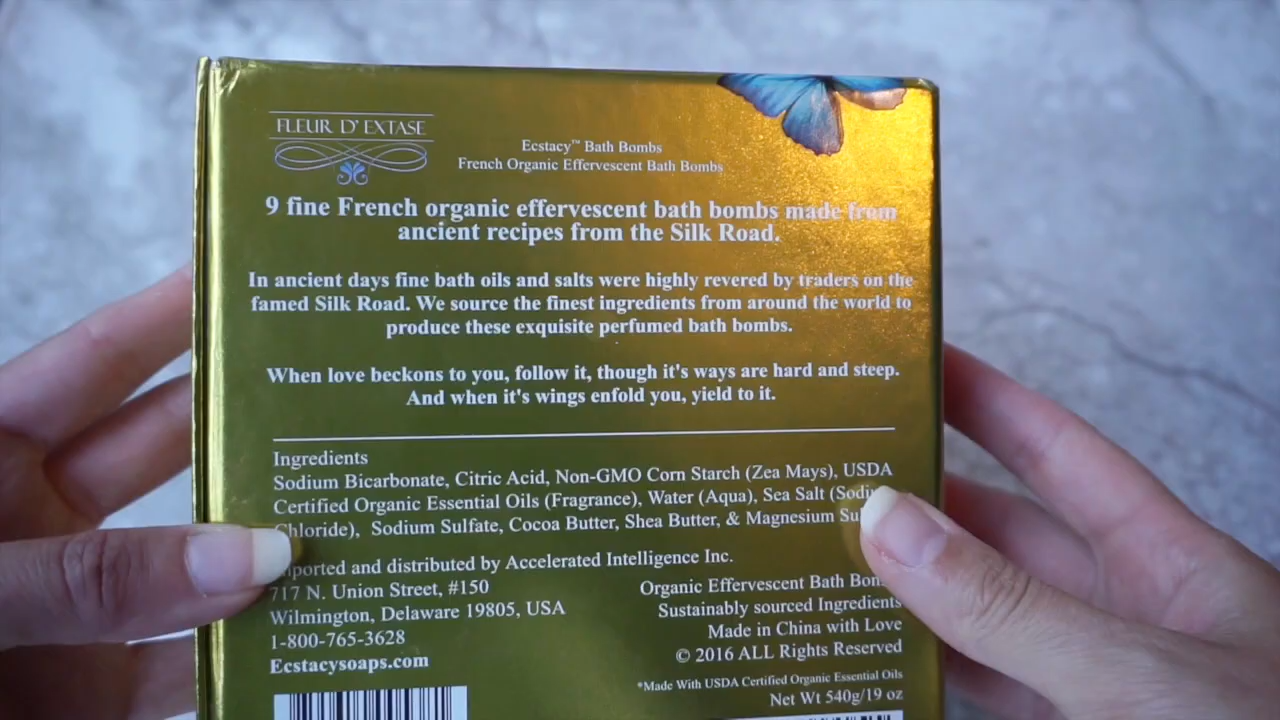 FLEUR D' EXTASE
Ecstacy™ Bath Bombs
French Organic Effervescent Bath Bombs
9 fine French organic effervescent bath bombs made from
ancient recipes from the Silk Road.
In ancient days fine bath oils and salts were highly revered by traders on the
famed Silk Road. We source the finest ingredients from around the world to
produce these exquisite perfumed bath bombs.
When love beckons to you, follow it, though it's ways are hard and steep.
And when it's wings enfold you, yield to it.
Ingredients
Sodium Bicarbonate, Citric Acid, Non-GMO Corn Starch (Zea Mays), USDA
Certified Organic Essential Oils (Fragrance), Water (Aqua), Sea Salt
Chloride), Sodium Sulfate, Cocoa Butter, Shea Butter, & Magnesium
and distributed by Accelerated Intelligence Inc.
717 N. Union Street, #150
Wilmington, Delaware 19805, USA
1-800-765-3628
Ecstacysoaps.com
Organic Effervescent Bath
Sustainably sourced Ingredients
Made in China with Love
© 2016 ALL Rights Reserved
*Made With USDA Certified Organic Essential Oils
Net Wt 540g/19 oz